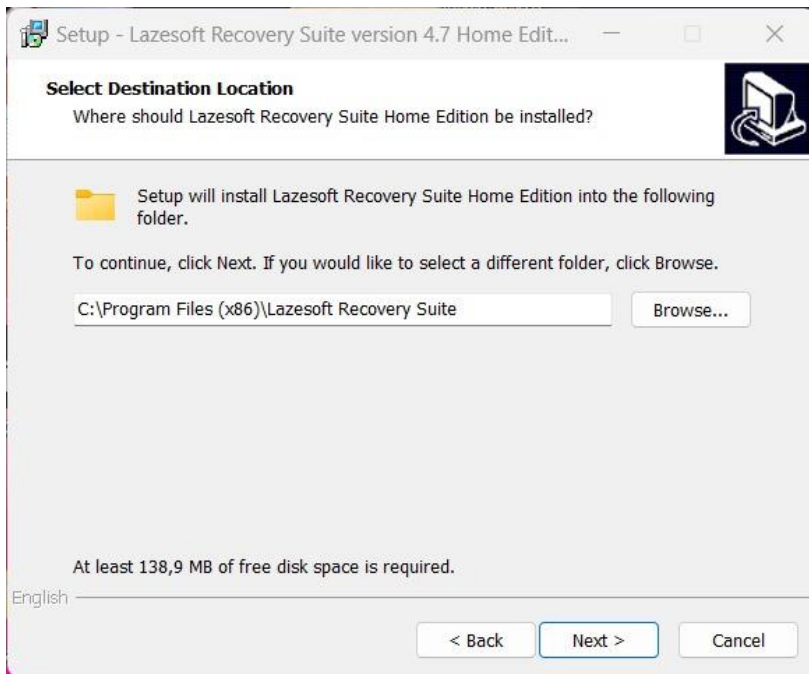 Setup - Lazesoft Recovery Suite version 4.7 Home Edit...
Select Destination Location
Where should Lazesoft Recovery Suite Home Edition be installed?
Setup will install Lazesoft Recovery Suite Home Edition into the following
folder.
To continue, click Next. If you would like to select a different folder, click Browse.
C:\Program Files (x86)\Lazesoft Recovery Suite
Browse...
At least 138,9 MB of free disk space is required.
English
< Back
Next >
Cancel